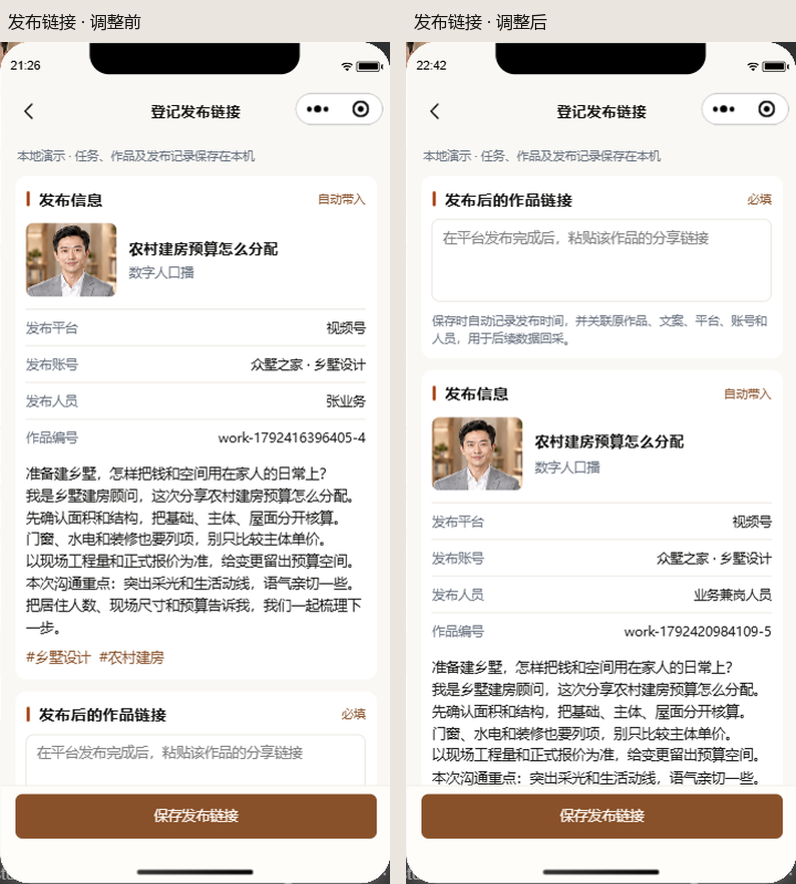 发布链接 · 调整前
21:26
登记发布链接
本地演示 · 任务、作品及发布记录保存在本机
发布信息
自动带入
农村建房预算怎么分配
数字人口播
发布平台
视频号
发布账号
众墅之家 · 乡墅设计
发布人员
张业务
作品编号
work-1792416396405-4
准备建乡墅，怎样把钱和空间用在家人的日常上？
我是乡墅建房顾问，这次分享农村建房预算怎么分配。
先确认面积和结构，把基础、主体、屋面分开核算。
门窗、水电和装修也要列项，别只比较主体单价。
以现场工程量和正式报价为准，给变更留出预算空间。
本次沟通重点：突出采光和生活动线，语气亲切一些。
把居住人数、现场尺寸和预算告诉我，我们一起梳理下
一步。
#乡墅设计 #农村建房
发布后的作品链接
必填
在平台发布完成后，粘贴该作品的分享链接
保存发布链接
发布链接 · 调整后
22:42
登记发布链接
本地演示 · 任务、作品及发布记录保存在本机
发布后的作品链接
必填
在平台发布完成后，粘贴该作品的分享链接
保存时自动记录发布时间，并关联原作品、文案、平台、账号和
人员，用于后续数据回采。
发布信息
自动带入
农村建房预算怎么分配
数字人口播
发布平台
视频号
发布账号
众墅之家 · 乡墅设计
发布人员
业务兼岗人员
作品编号
work-1792420984109-5
准备建乡墅，怎样把钱和空间用在家人的日常上？
我是乡墅建房顾问，这次分享农村建房预算怎么分配。
先确认面积和结构，把基础、主体、屋面分开核算。
门窗、水电和装修也要列项，别只比较主体单价。
以现场工程量和正式报价为准，给变更留出预算空间。
本次沟通重点：突出采光和生活动线，语气亲切一些。
保存发布链接